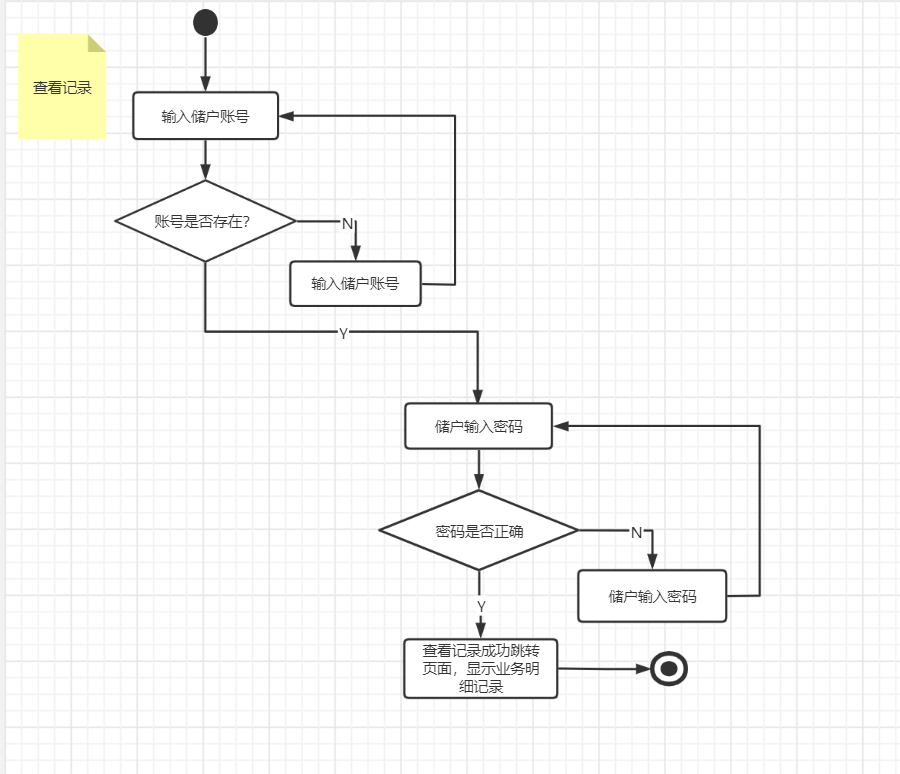 查看记录
输入储户账号
账号是否存在?
N
输入储户账号
Y
储户输入密码
密码是否正确
N
储户输入密码
Y
查看记录成功跳转
页面，显示业务明
细记录